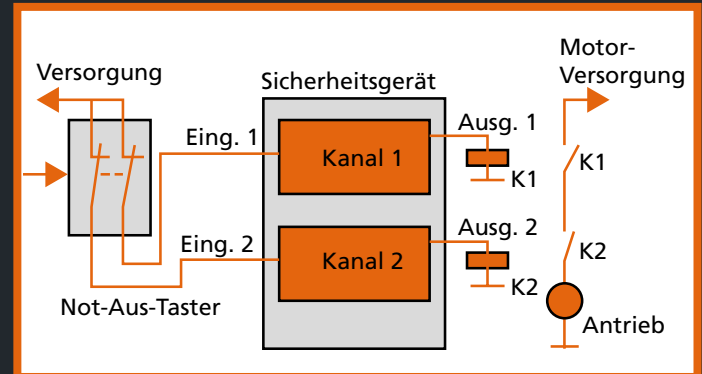 Versorgung
Sicherheitsgerät
Motor-
Versorgung
Eing. 1
Kanal 1
Ausg. 1
K1
K1
Eing. 2
Kanal 2
Ausg. 2
K2
K2
Not-Aus-Taster
Antrieb